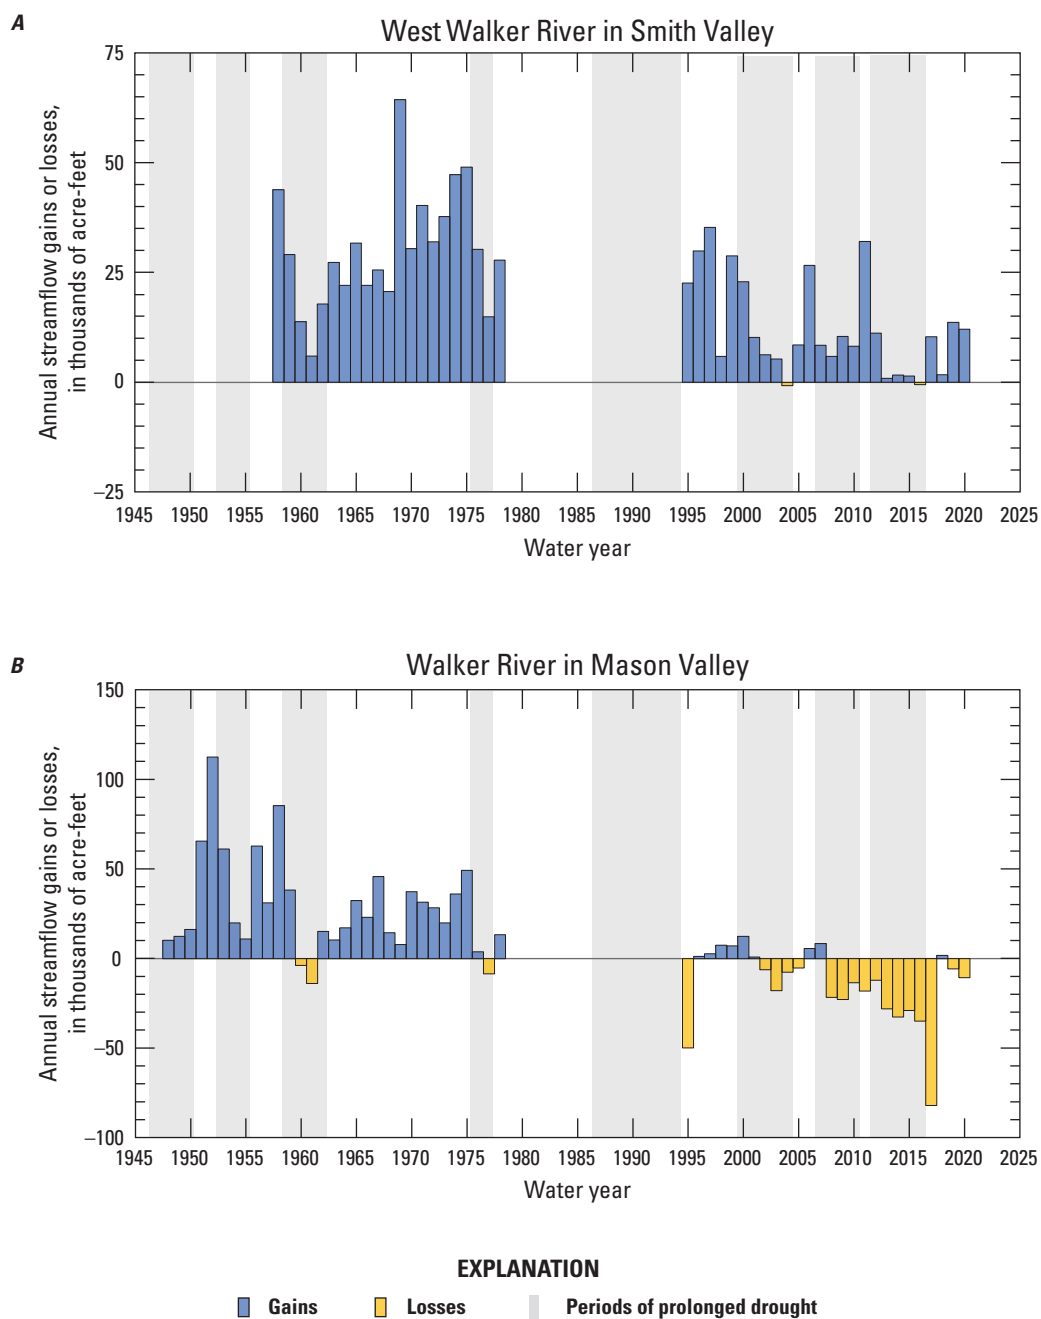 A
West Walker River in Smith Valley
Annual streamflow gains or losses,
in thousands of acre-feet
75
50
25
0
–25
1945 1950 1955 1960 1965 1970 1975 1980 1985 1990 1995 2000 2005 2010 2015 2020 2025
Water year
B
Walker River in Mason Valley
Annual streamflow gains or losses,
in thousands of acre-feet
150
100
50
0
–50
–100
1945 1950 1955 1960 1965 1970 1975 1980 1985 1990 1995 2000 2005 2010 2015 2020 2025
Water year
EXPLANATION
Gains Losses Periods of prolonged drought